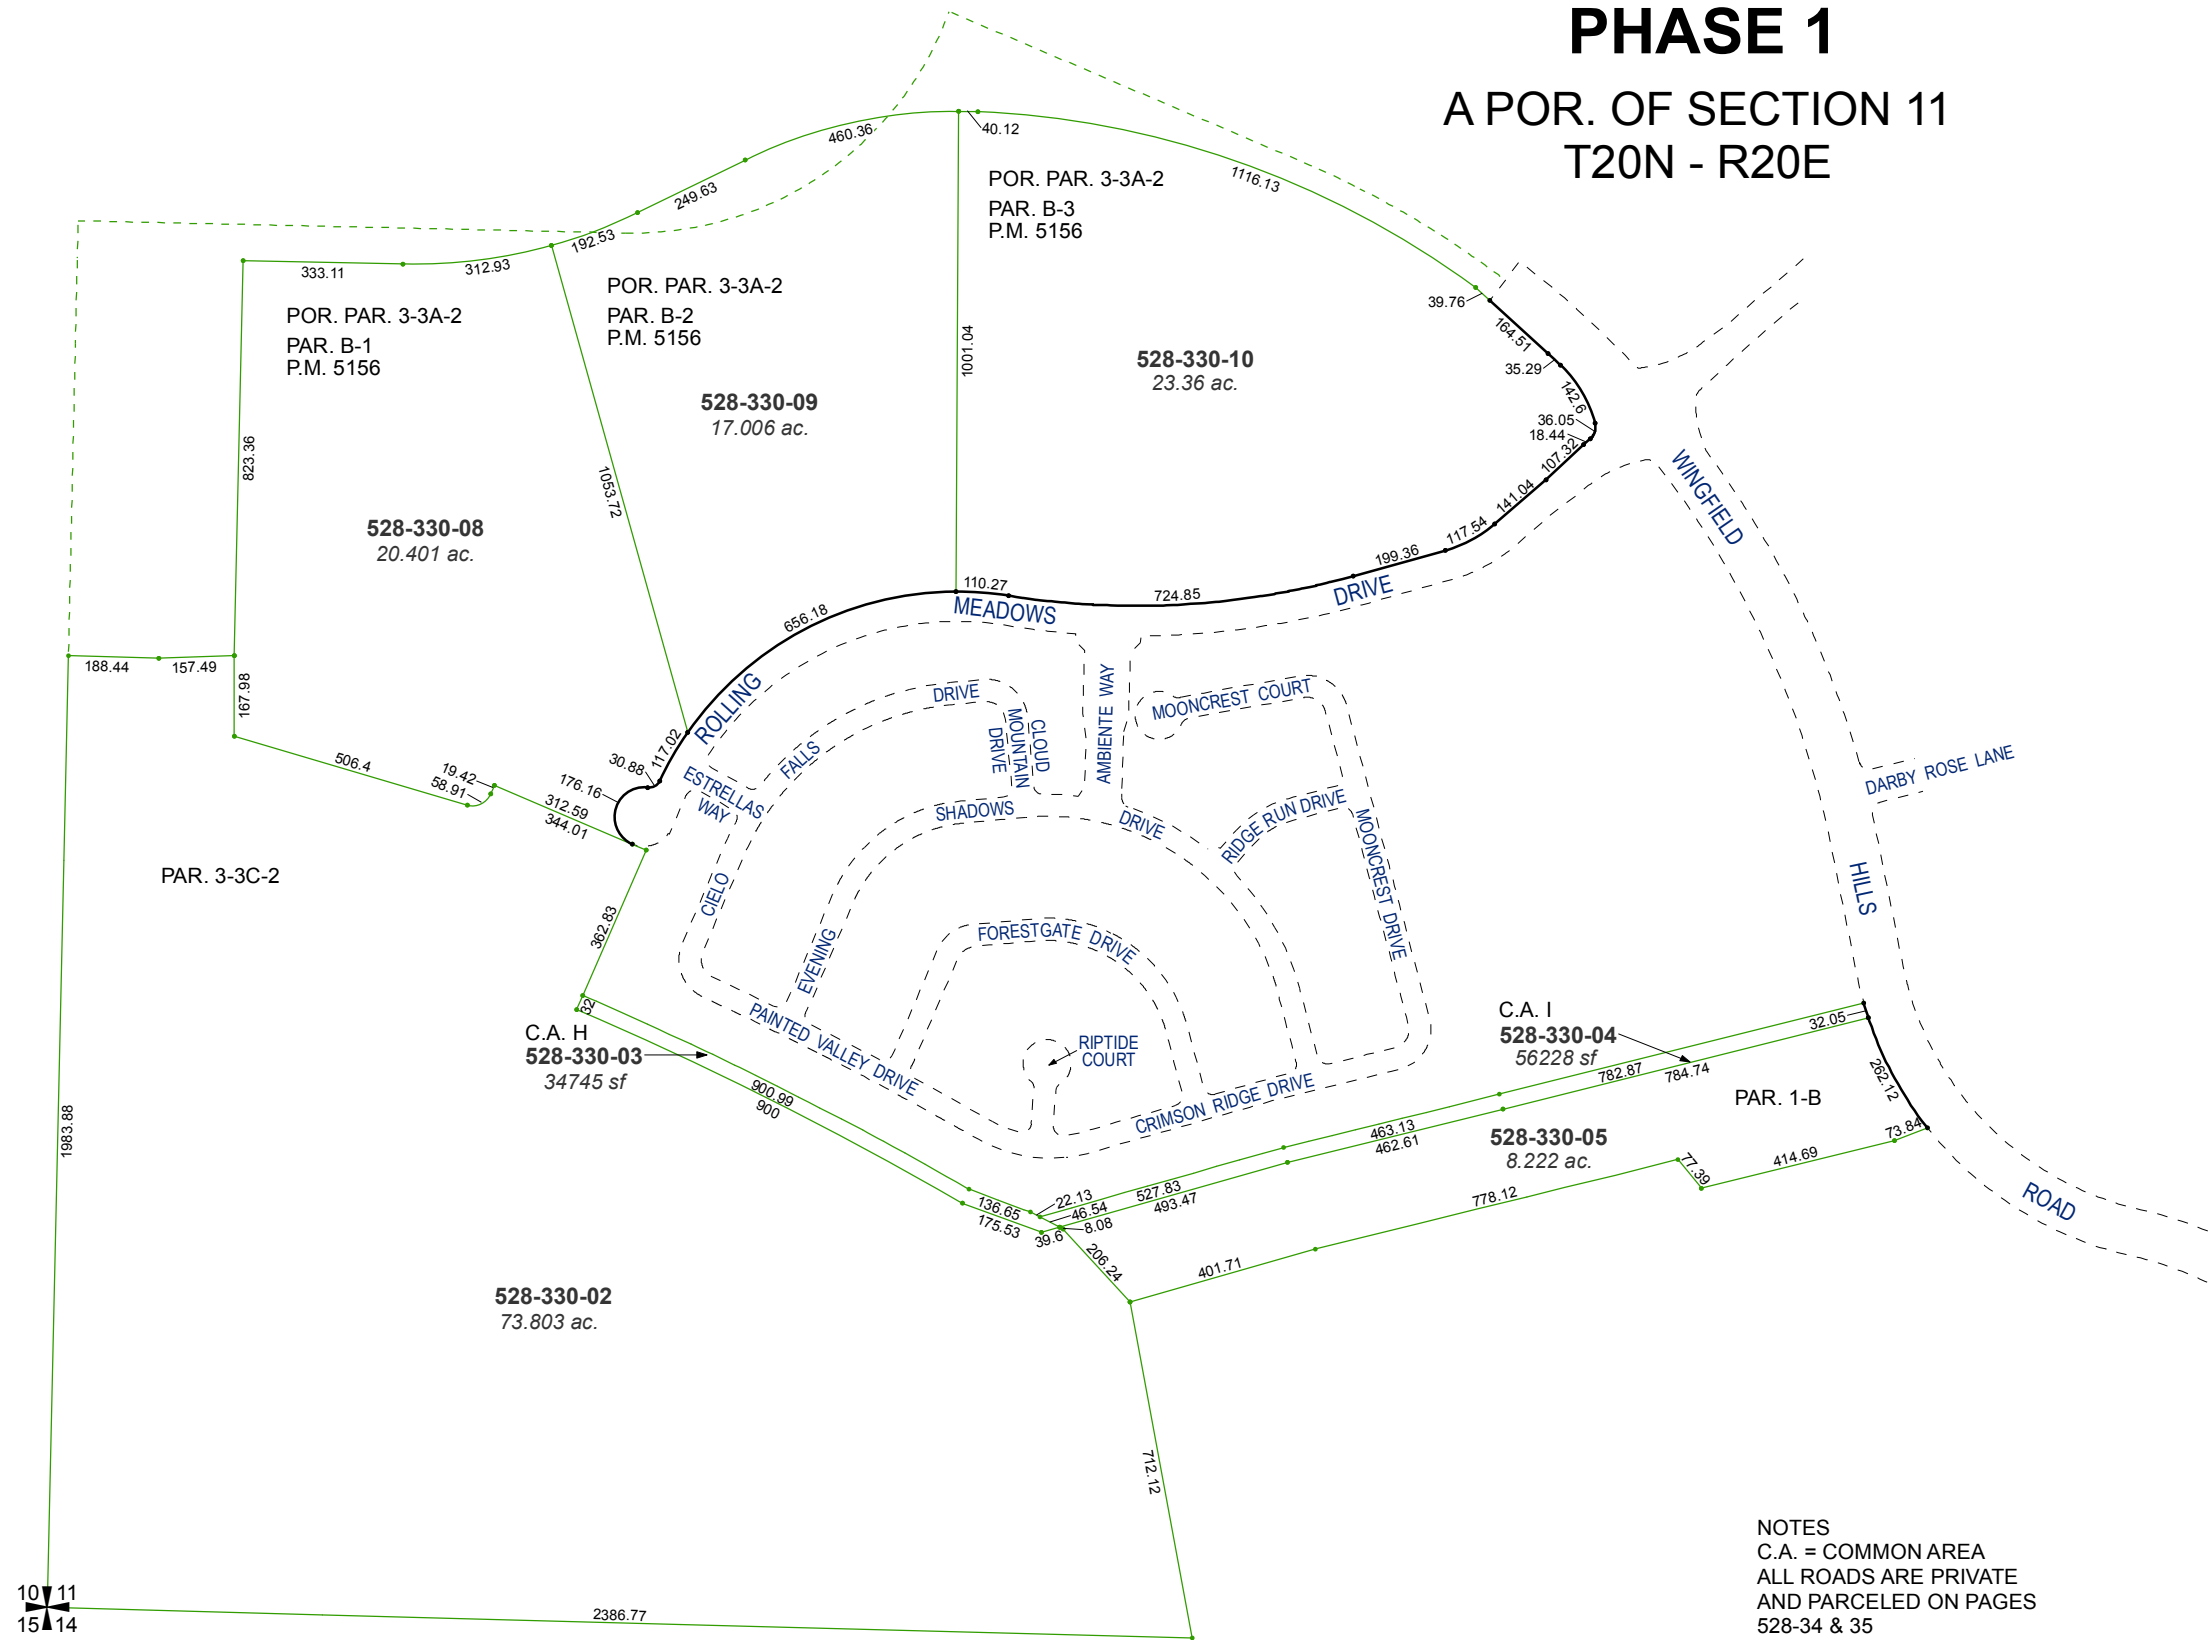 PHASE 1
A POR. OF SECTION 11
T20N - R20E
460.36
40.12
1116.13
249.63
192.53
333.11
312.93
POR. PAR. 3-3A-2
PAR. B-3
P.M. 5156
POR. PAR. 3-3A-2
PAR. B-2
P.M. 5156
POR. PAR. 3-3A-2
PAR. B-1
P.M. 5156
39.76
164.51
35.29
142.6
36.05
18.44
107.32
141.04
117.54
199.36
1001.04
528-330-10
23.36 ac.
528-330-09
17.006 ac.
823.36
1053.72
528-330-08
20.401 ac.
WINGFIELD
HILLS
ROAD
110.27
724.85
656.18
ROLLING
MEADOWS
DRIVE
188.44
157.49
167.98
506.4
19.42
58.91
176.16
312.59
344.01
30.88
117.02
ESTRELLAS
WAY
CIELO
FALLS
DRIVE
CLOUD
MOUNTAIN
DRIVE
AMBIENTE WAY
MOONCREST COURT
SHADOWS
DRIVE
RIDGE RUN DRIVE
MOONCREST DRIVE
DARBY ROSE LANE
EVENING
FORESTGATE DRIVE
PAINTED VALLEY DRIVE
RIPTIDE
COURT
CRIMSON RIDGE DRIVE
PAR. 3-3C-2
362.83
32
C.A. H
528-330-03
34745 sf
900.99
900
C.A. I
528-330-04
56228 sf
32.05
782.87
784.74
262.12
PAR. 1-B
73.84
463.13
462.61
528-330-05
8.222 ac.
77.39
414.69
778.12
22.13
527.83
46.54
493.47
8.08
136.65
175.53
39.6
206.24
401.71
1983.88
528-330-02
73.803 ac.
712.12
2386.77
10 11
15 14
NOTES
C.A. = COMMON AREA
ALL ROADS ARE PRIVATE
AND PARCELED ON PAGES
528-34 & 35